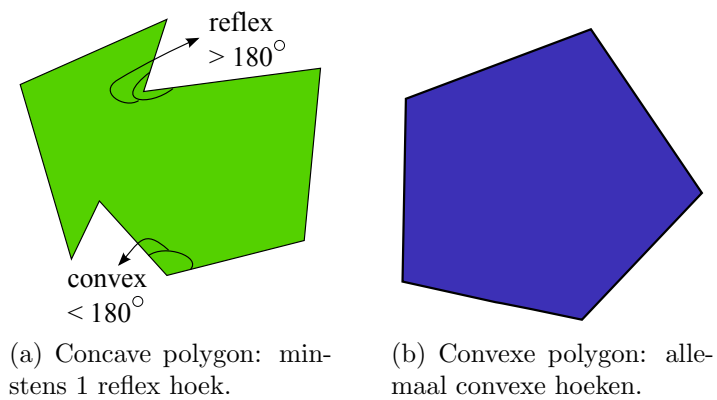 reflex
> 180°
convex
< 180°
(a) Concave polygon: min-
stens 1 reflex hoek.
(b) Convexe polygon: alle-
maal convexe hoeken.